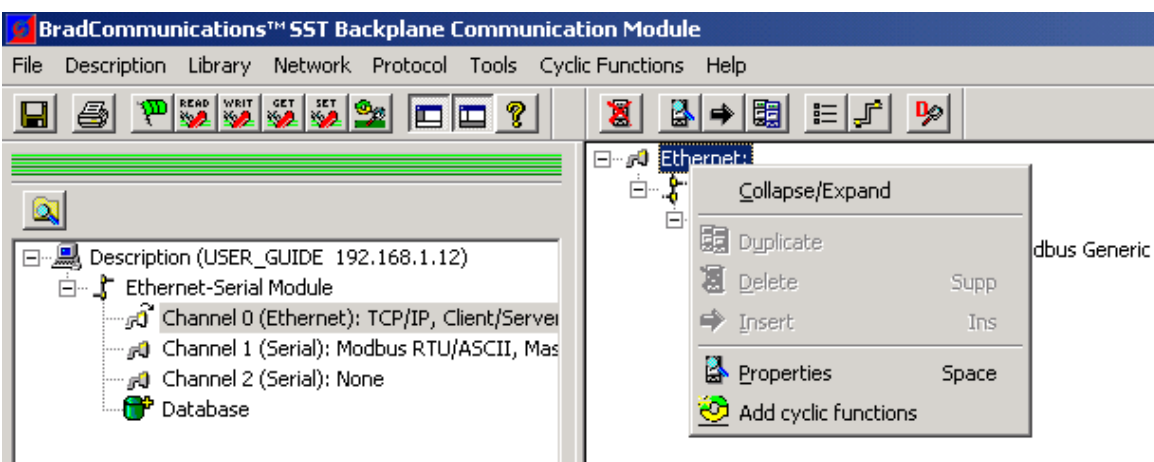 BradCommunications™ SST Backplane Communication Module
File Description Library Network Protocol Tools Cyclic Functions Help
READ WRIT GET SET
Ethernet:
Collapse/Expand
Description (USER_GUIDE 192.168.1.12)
Duplicate
dbus Generic
Ethernet-Serial Module
Delete Supp
Channel 0 (Ethernet): TCP/IP, Client/Server
Insert Ins
Channel 1 (Serial): Modbus RTU/ASCII, Mas
Channel 2 (Serial): None
Properties Space
Database
Add cyclic functions